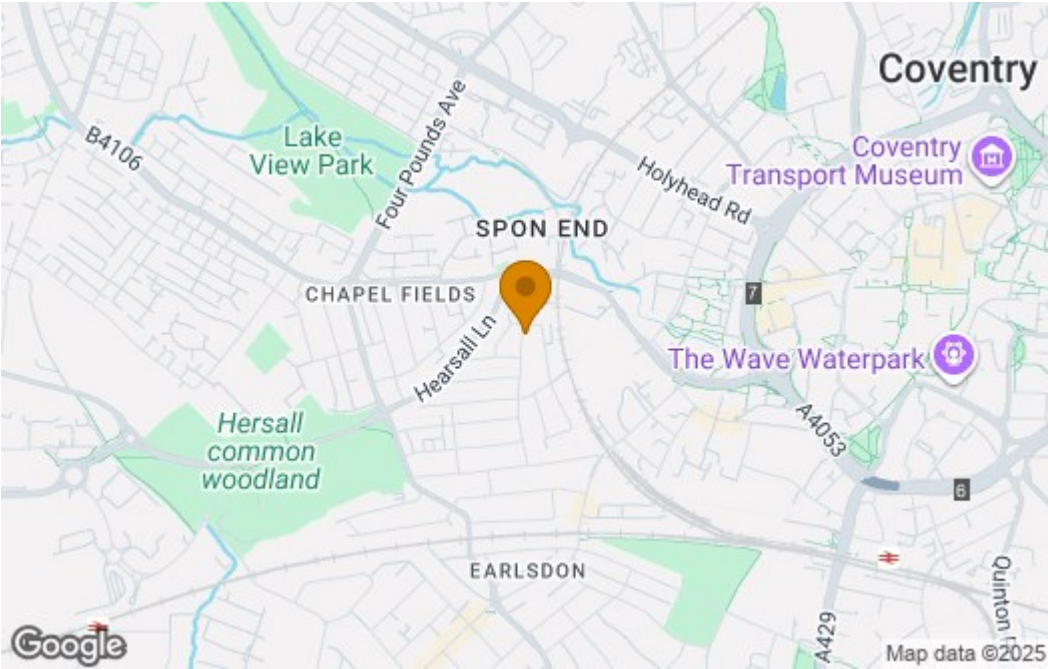 Coventry
B4106
Lake
View Park
Four Pounds Ave
Holyhead Rd
Coventry
Transport Museum
SPON END
7
CHAPEL FIELDS
Hearsall Ln
The Wave Waterpark
A4053
Hersall
common
woodland
6
EARLSDON
A429
Quinton
Google
Map data ©2025